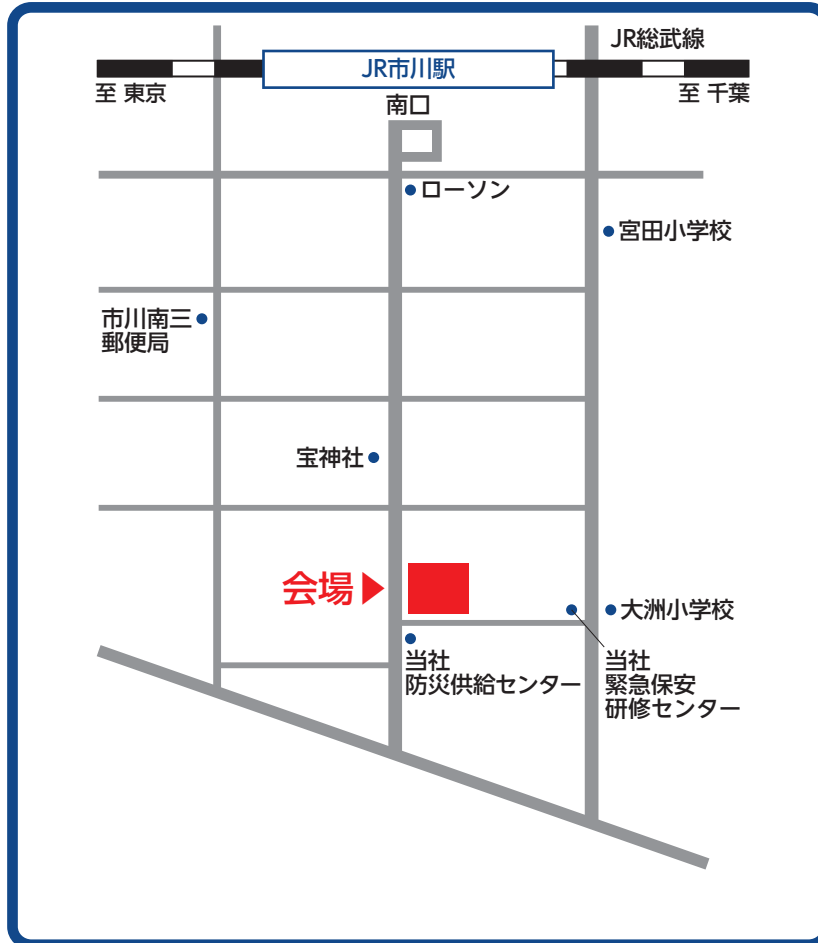 JR総武線
JR市川駅
至 東京
至 千葉
南口
ローソン
宮田小学校
市川南三
郵便局
宝神社
会場
大洲小学校
当社
防災供給センター
当社
緊急保安
研修センター